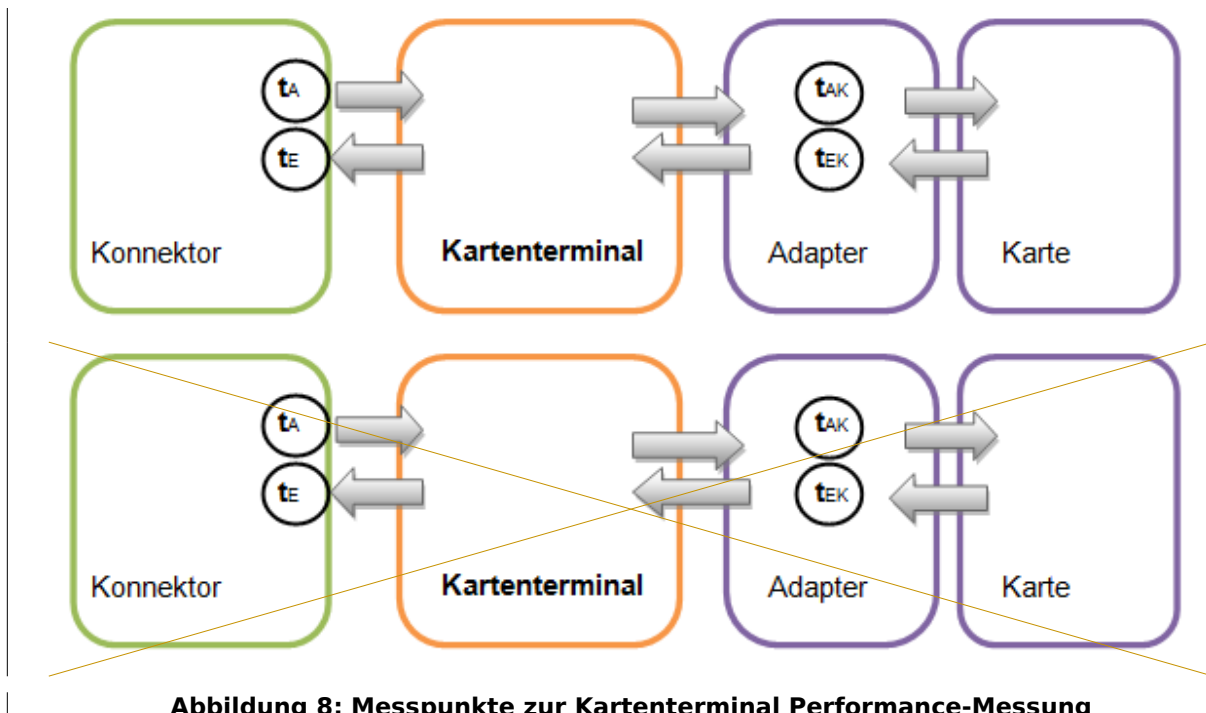 tA tAK
tE tEK
Konnektor Kartenterminal Adapter Karte
tA tAK
tE tEK
Konnektor Kartenterminal Adapter Karte
Abbildung 8: Messpunkte zur Kartenterminal Performance-Messung